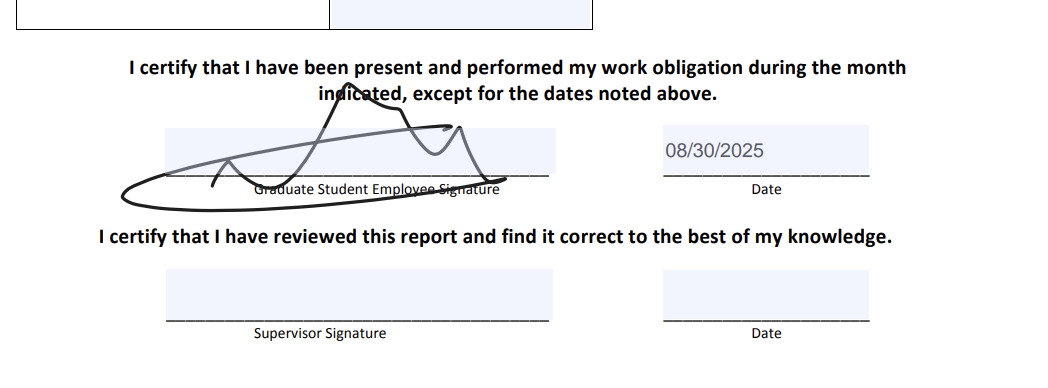 I certify that I have been present and performed my work obligation during the month
indicated, except for the dates noted above.
08/30/2025
Graduate Student Employee Signature
Date
I certify that I have reviewed this report and find it correct to the best of my knowledge.
Supervisor Signature
Date